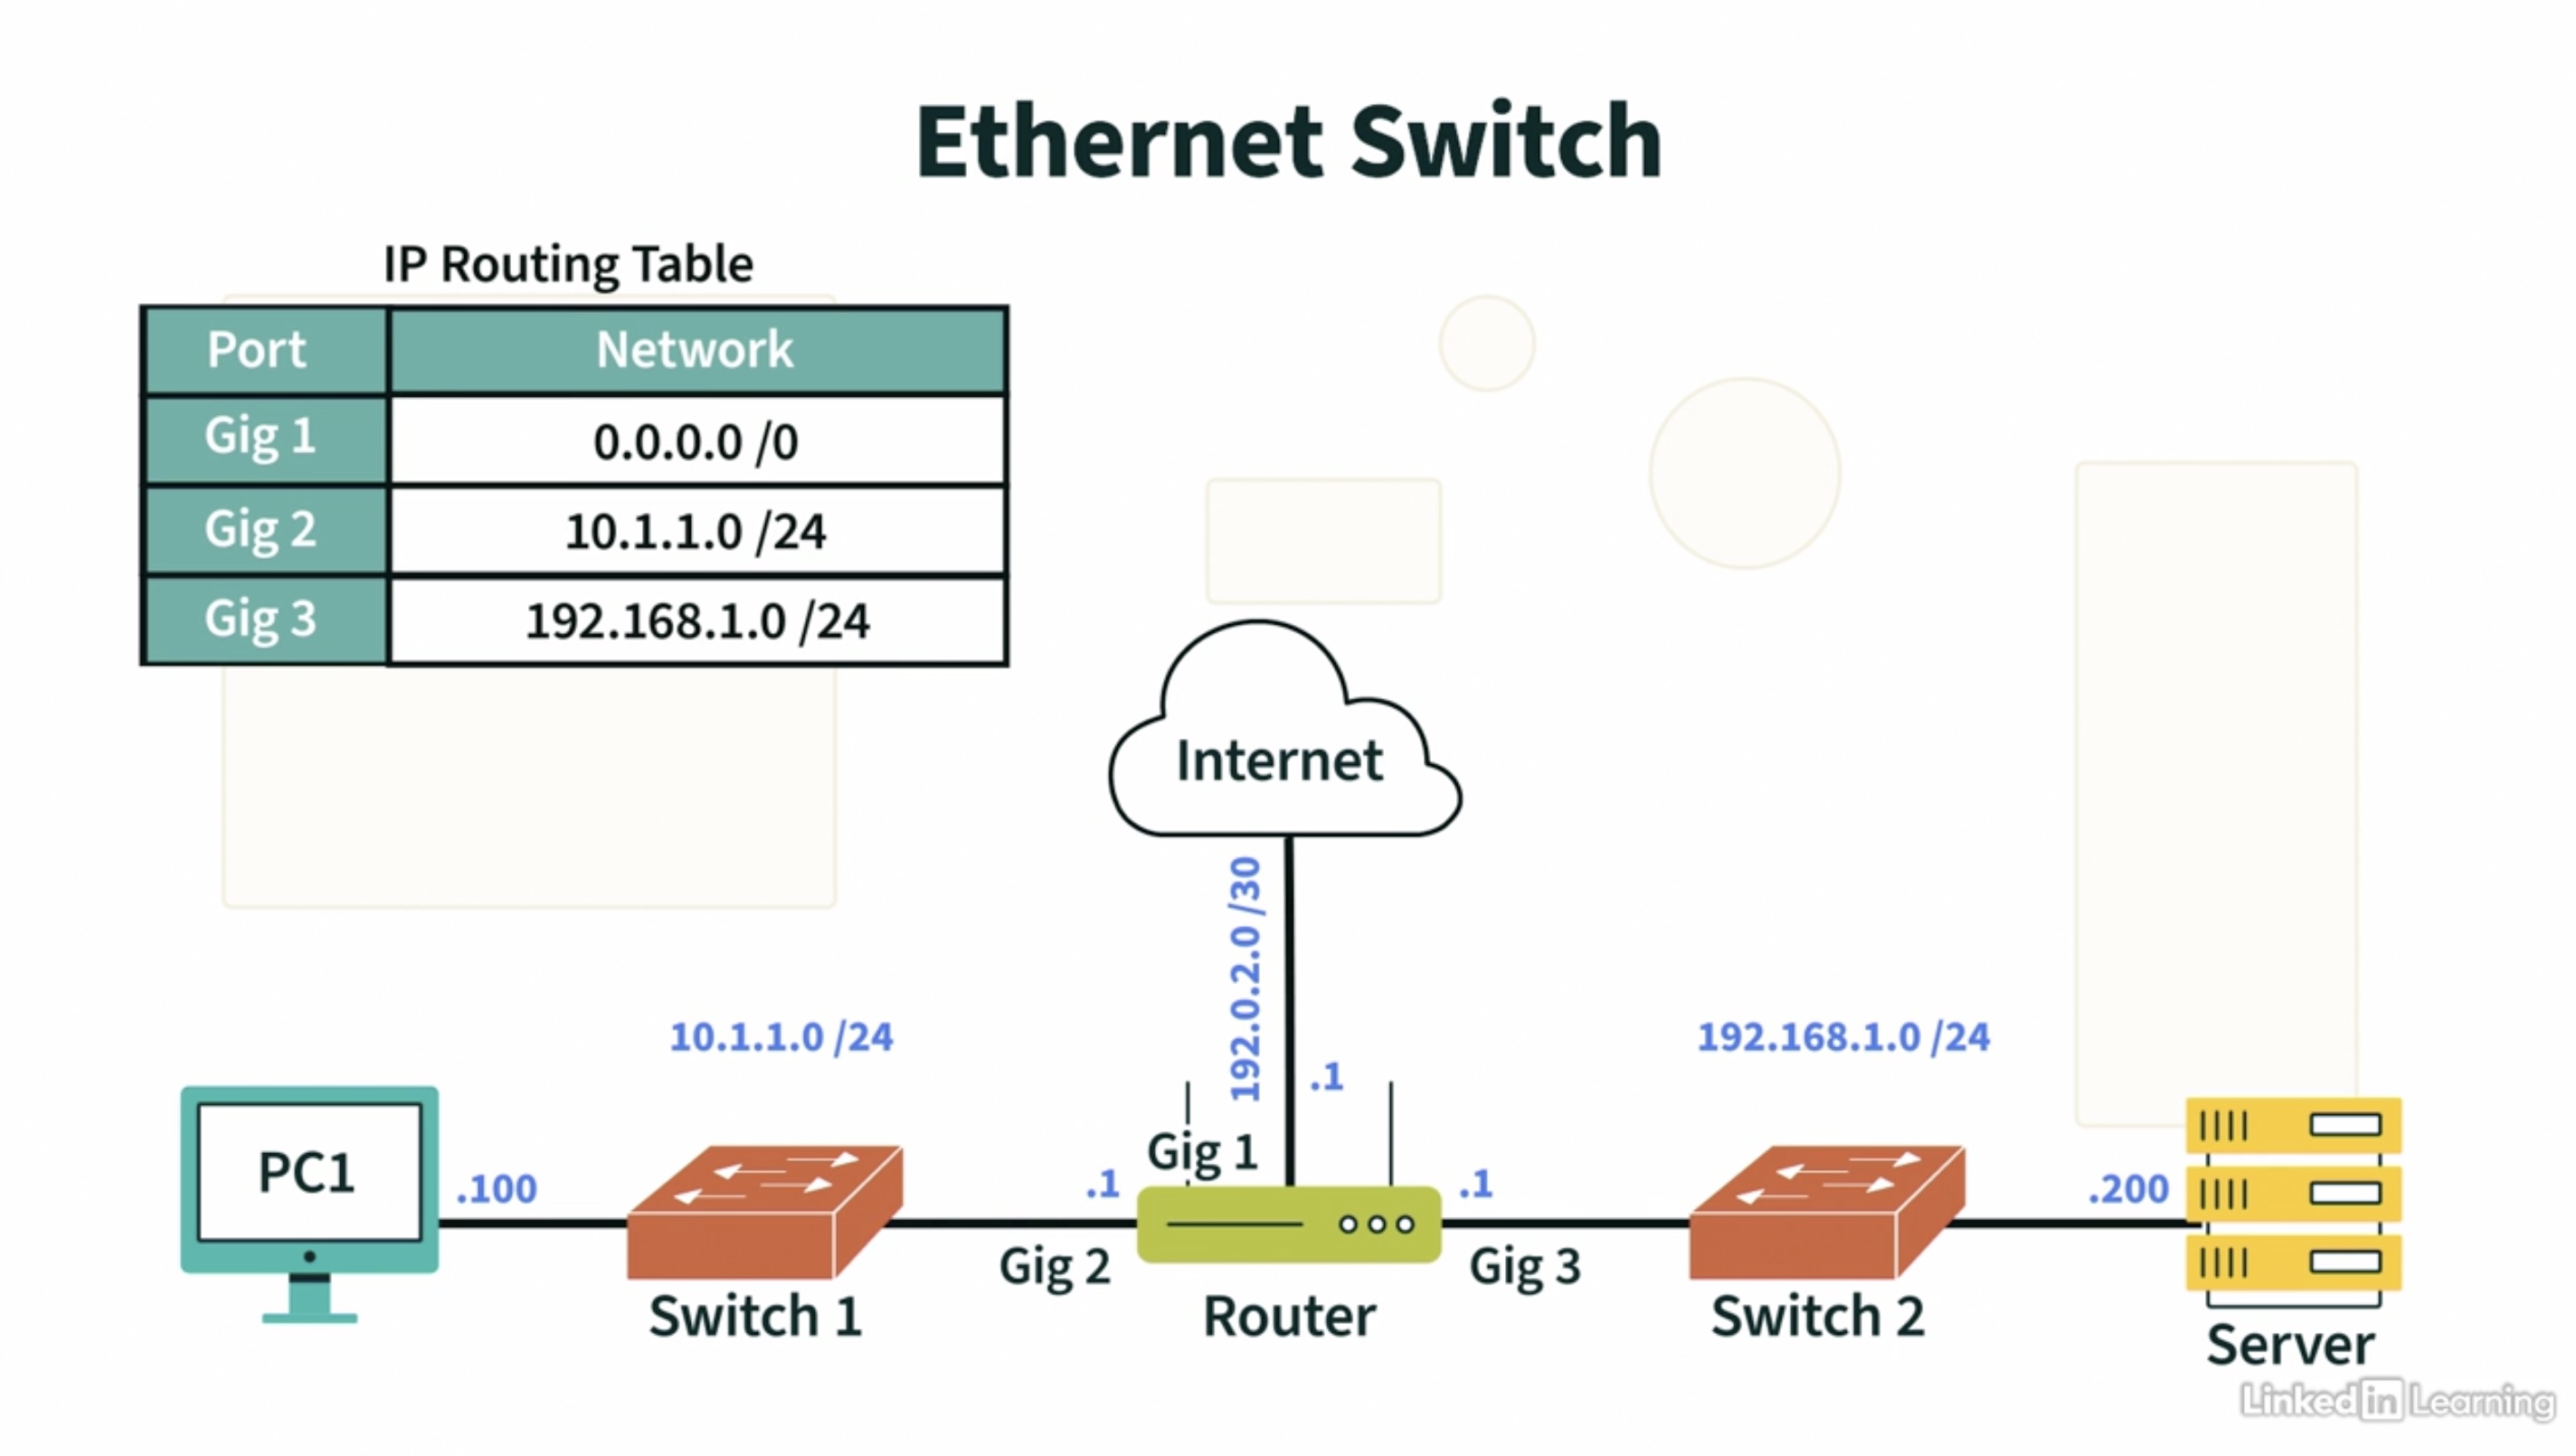 Ethernet Switch
IP Routing Table
Port Network
Gig 1 0.0.0.0 /0
Gig 2 10.1.1.0 /24
Gig 3 192.168.1.0 /24
Internet
192.0.2.0 /30
.1
10.1.1.0 /24
192.168.1.0 /24
PC1
.100
Gig 1
.1
.1
.200
Gig 2
Gig 3
Switch 1
Router
Switch 2
Server
Linked in Learning